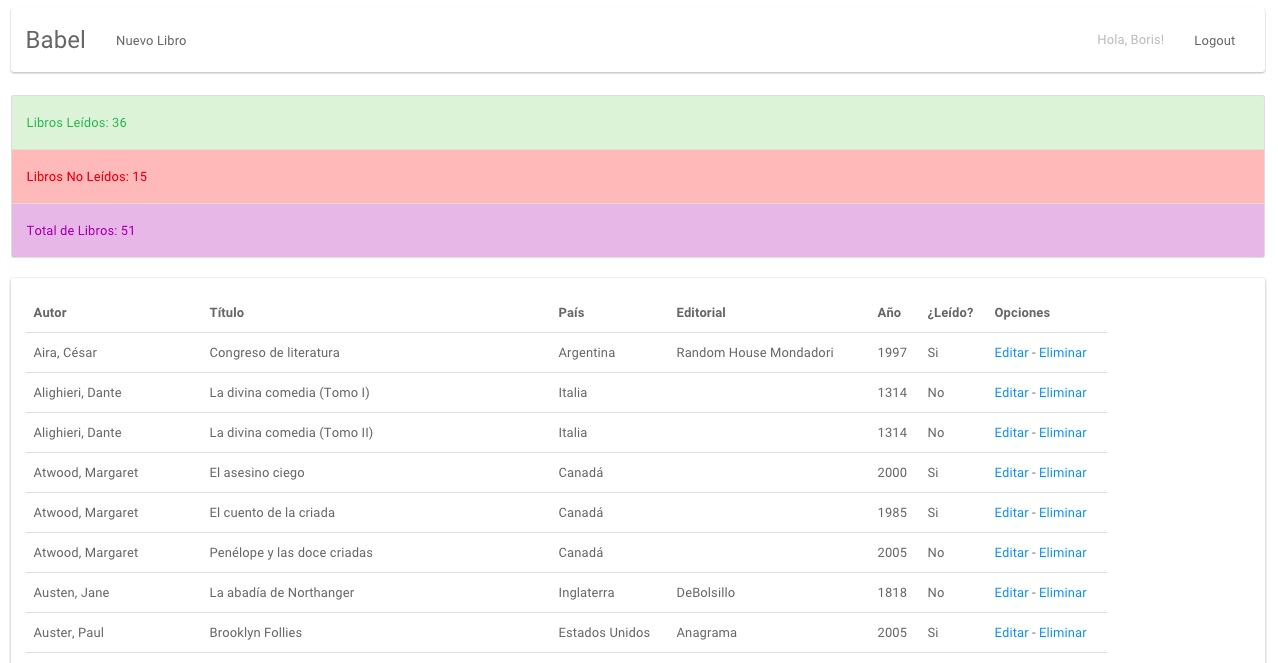 Babel Nuevo Libro Hola, Boris! Logout
Libros Leídos: 36
Libros No Leídos: 15
Total de Libros: 51
Autor Título País Editorial Año ¿Leído? Opciones
Aira, César Congreso de literatura Argentina Random House Mondadori 1997 Si Editar - Eliminar
Alighieri, Dante La divina comedia (Tomo I) Italia 1314 No Editar - Eliminar
Alighieri, Dante La divina comedia (Tomo II) Italia 1314 No Editar - Eliminar
Atwood, Margaret El asesino ciego Canadá 2000 Si Editar - Eliminar
Atwood, Margaret El cuento de la criada Canadá 1985 Si Editar - Eliminar
Atwood, Margaret Penélope y las doce criadas Canadá 2005 No Editar - Eliminar
Austen, Jane La abadía de Northanger Inglaterra DeBolsillo 1818 No Editar - Eliminar
Auster, Paul Brooklyn Follies Estados Unidos Anagrama 2005 Si Editar - Eliminar